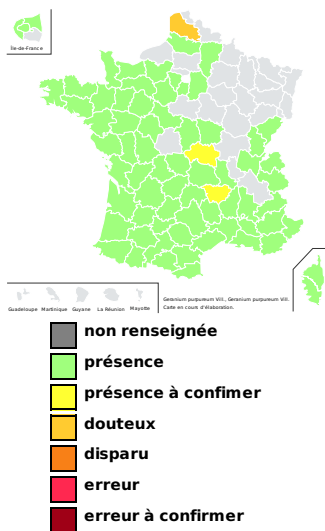 Île-de-France
Guadeloupe Martinique Guyane La Réunion Mayotte
Geranium purpureum Vill., Geranium purpureum Vill.
Carte en cours d'élaboration.
non renseignée
présence
présence à confimer
douteux
disparu
erreur
erreur à confirmer